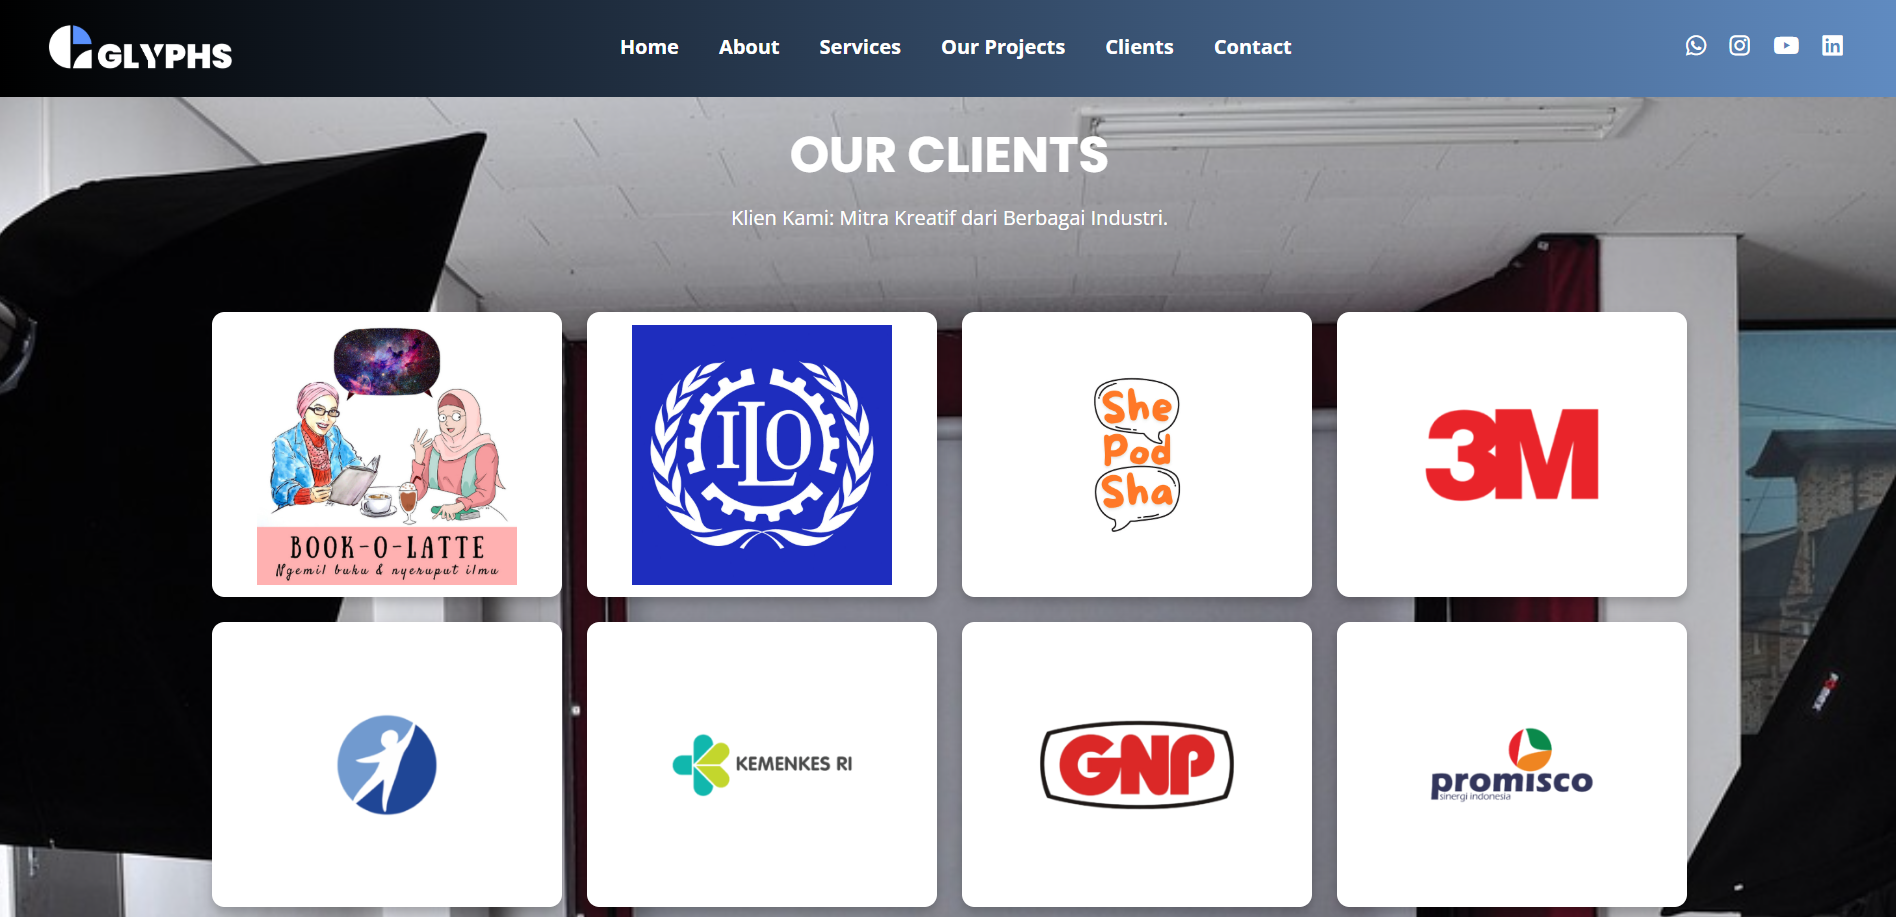 GLYPHS
Home About Services Our Projects Clients Contact
OUR CLIENTS
Klien Kami: Mitra Kreatif dari Berbagai Industri.
BOOK-O-LATTE
Ngemil buku & nyeruput ilmu
ILO
She
Pod
Sha
3M
KEMENKES RI
GNP
promisco
sinergi indonesia